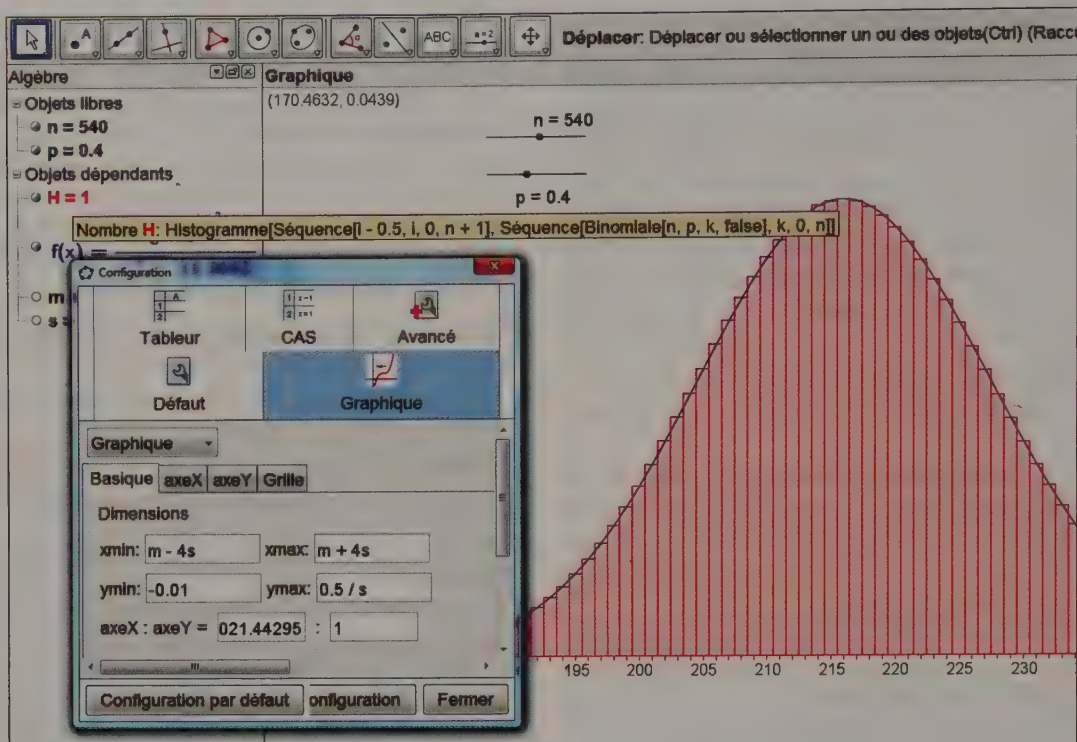 A ABC a=2 Déplacer: Déplacer ou sélectionner un ou des objets(Ctrl) (Raccu
Algèbre
Graphique
Objets libres
(170.4632, 0.0439)
n = 540
n = 540
p = 0.4
Objets dépendants
H = 1
p = 0.4
Nombre H: Histogramme[Séquence[i - 0.5, i, 0, n + 1], Séquence[Binomiale[n, p, k, false], k, 0, n]]
f(x) =
Configuration
m
s =
Tableur
CAS
Avancé
Défaut
Graphique
Graphique
Basique axeX axeY Grille
Dimensions
xmin: m - 4s xmax: m + 4s
ymin: -0.01 ymax: 0.5 / s
axeX : axeY = 021.44295 : 1
195 200 205 210 215 220 225 230
Configuration par défaut onfiguration Fermer